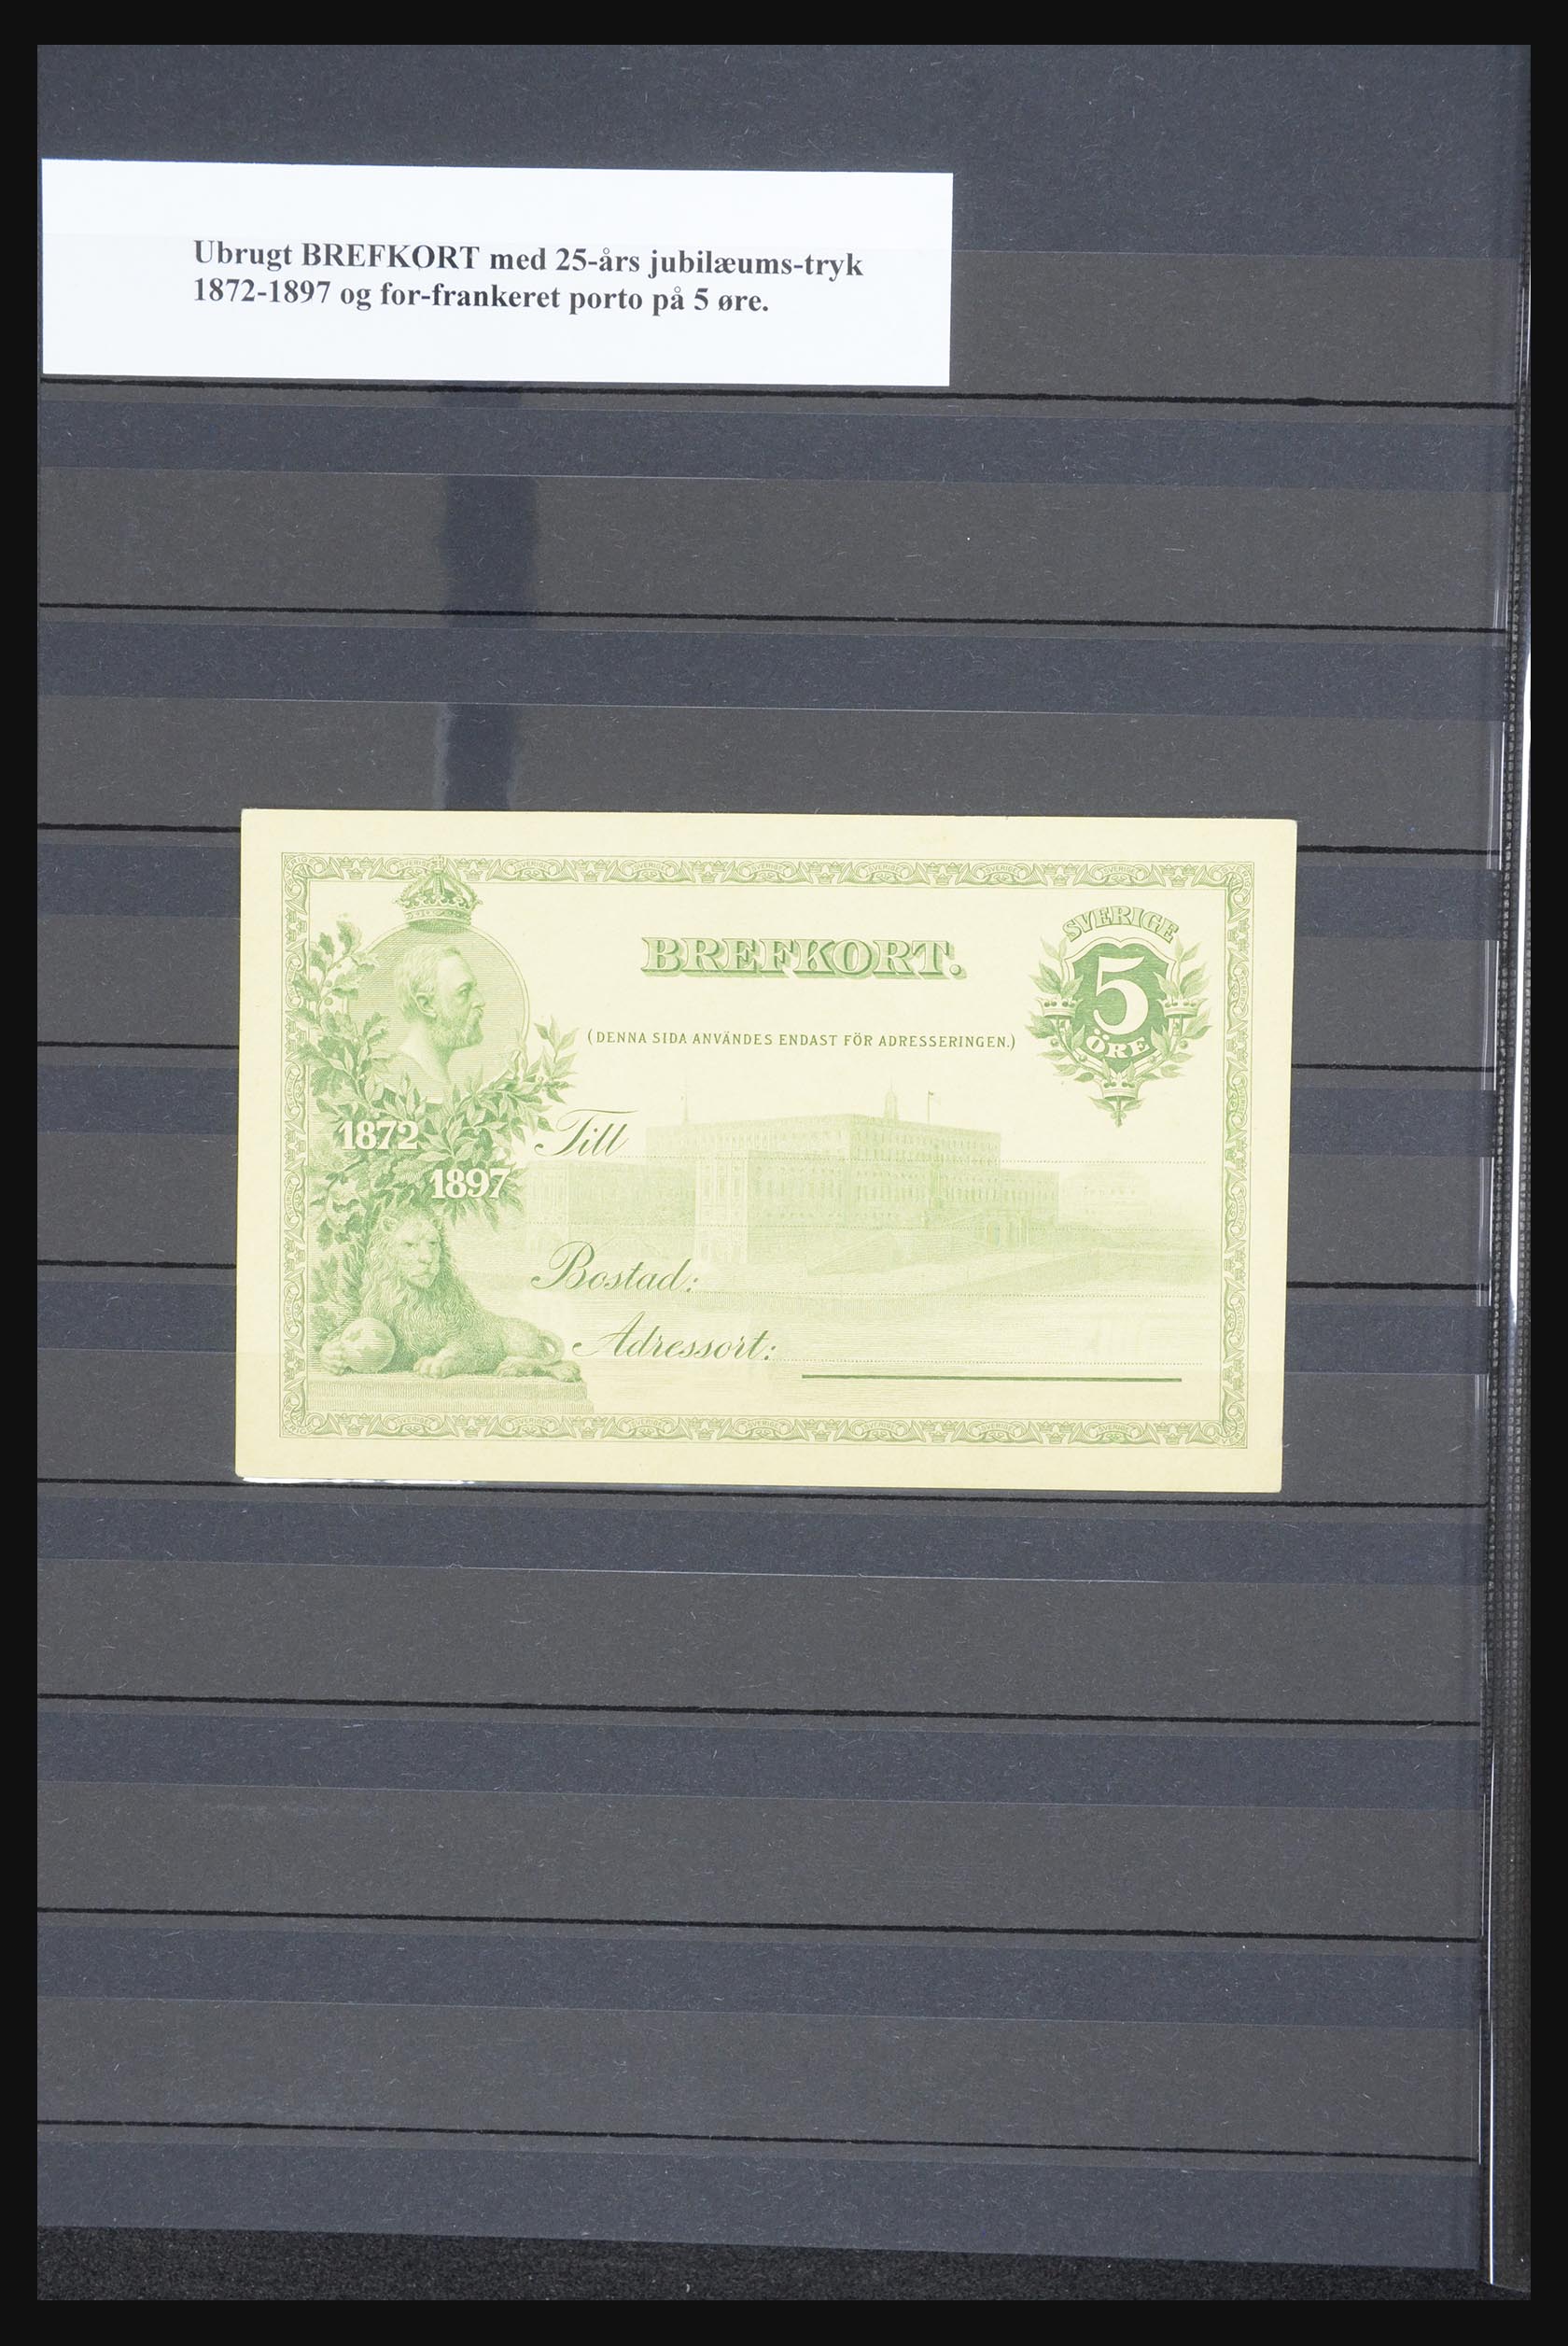 Ubrugt BREFKORT med 25-års jubilæums-tryk
1872-1897 og for-frankeret porto på 5 øre.
BREFKORT.
SVERIGE
5
ÖRE
(DENNA SIDA ANVÄNDES ENDAST FÖR ADRESSERINGEN.)
1872
1897
Till
Bostad:
Adressort: